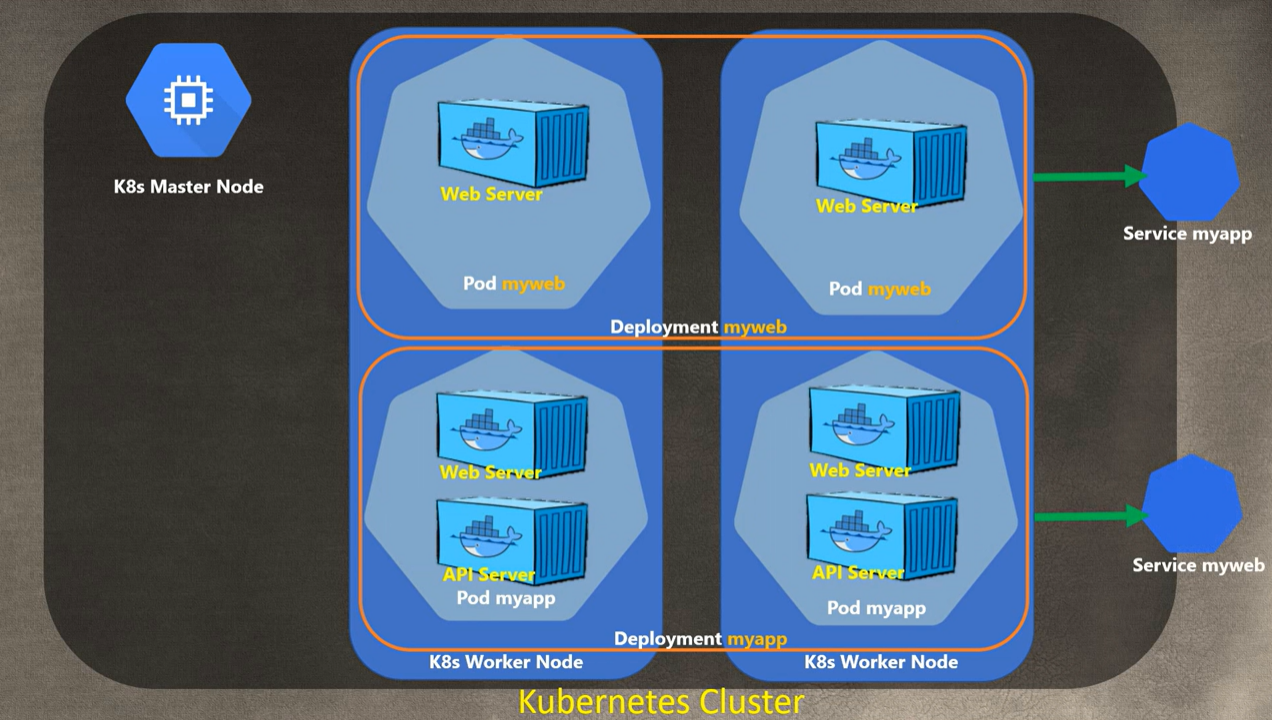 K8s Master Node
Web Server
Pod myweb
Web Server
Pod myweb
Deployment myweb
Service myapp
Web Server
API Server
Pod myapp
Web Server
API Server
Pod myapp
Deployment myapp
Service myweb
K8s Worker Node
K8s Worker Node
Kubernetes Cluster